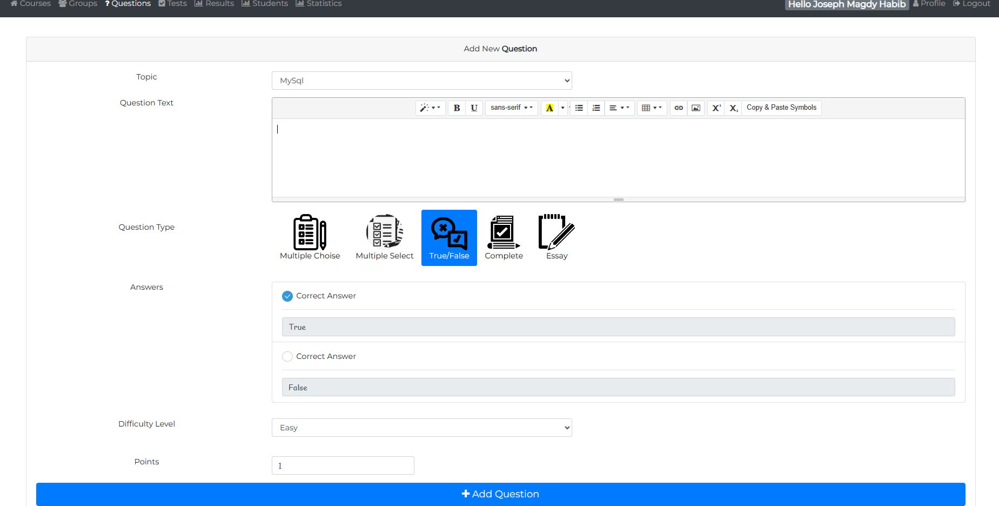 Courses Groups ? Questions Tests Results Students Statistics Hello Joseph Magdy Habib Profile Logout
Add New Question
Topic MySql
Question Text B U sans-serif A X² X₂ Copy & Paste Symbols
Question Type Multiple Choise Multiple Select True/False Complete Essay
Answers Correct Answer
True
Correct Answer
False
Difficulty Level Easy
Points 1
Add Question